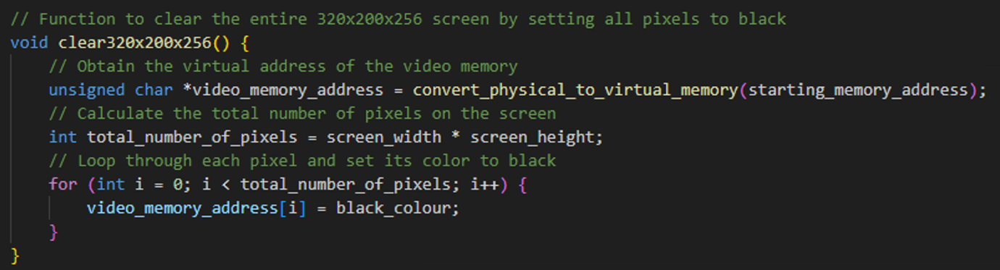 // Function to clear the entire 320x200x256 screen by setting all pixels to black
void clear320x200x256() {
    // Obtain the virtual address of the video memory
    unsigned char *video_memory_address = convert_physical_to_virtual_memory(starting_memory_address);
    // Calculate the total number of pixels on the screen
    int total_number_of_pixels = screen_width * screen_height;
    // Loop through each pixel and set its color to black
    for (int i = 0; i < total_number_of_pixels; i++) {
        video_memory_address[i] = black_colour;
    }
}